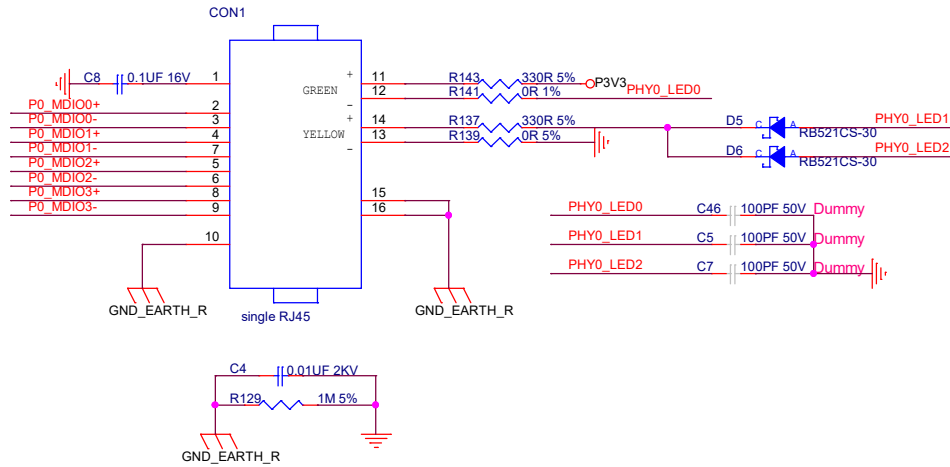 CON1
C8 0.1UF 16V 1
+ 11 R143 330R 5% P3V3
GREEN 12 R141 0R 1% PHY0_LED0
P0_MDIO0+ 2 -
P0_MDIO0- 3 + 14 R137 330R 5% D5 C A PHY0_LED1
RB521CS-30
P0_MDIO1+ 4 YELLOW 13 R139 0R 5%
P0_MDIO1- 7 - D6 C A PHY0_LED2
RB521CS-30
P0_MDIO2+ 5
P0_MDIO2- 6
P0_MDIO3+ 8 15
P0_MDIO3- 9 16
PHY0_LED0 C46 100PF 50V Dummy
10
PHY0_LED1 C5 100PF 50V Dummy
PHY0_LED2 C7 100PF 50V Dummy
GND_EARTH_R single RJ45 GND_EARTH_R
C4 0.01UF 2KV
R129 1M 5%
GND_EARTH_R